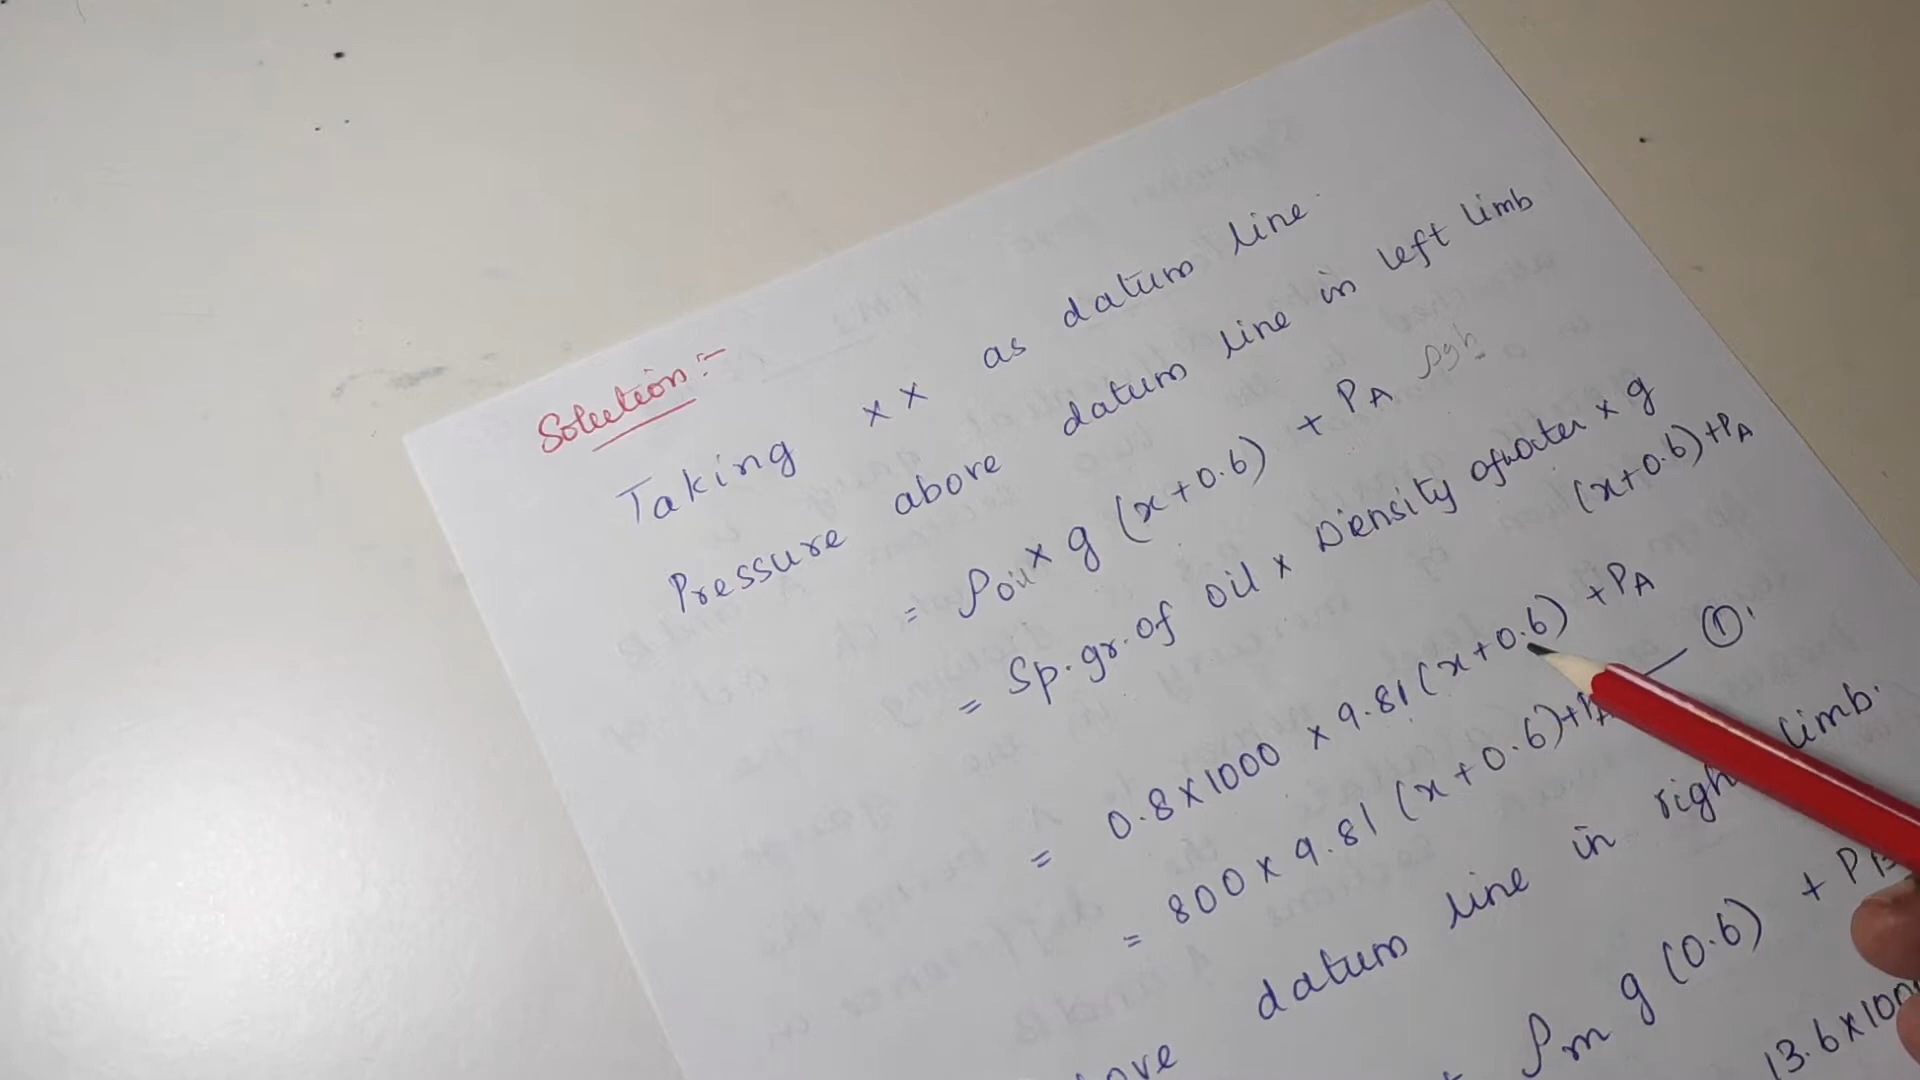 Solution :-
Taking x x as datum line.
Pressure above datum line in left limb
= ρoil × g (x+0.6) + PA ρgh
= Sp.gr. of oil × Density of water × g
(x+0.6)+PA
= 0.8×1000 × 9.81 (x+0.6) + PA
= 800 × 9.81 (x+0.6)+PA — ①
datum line in right limb.
ρm g (0.6) + PB
13.6×100